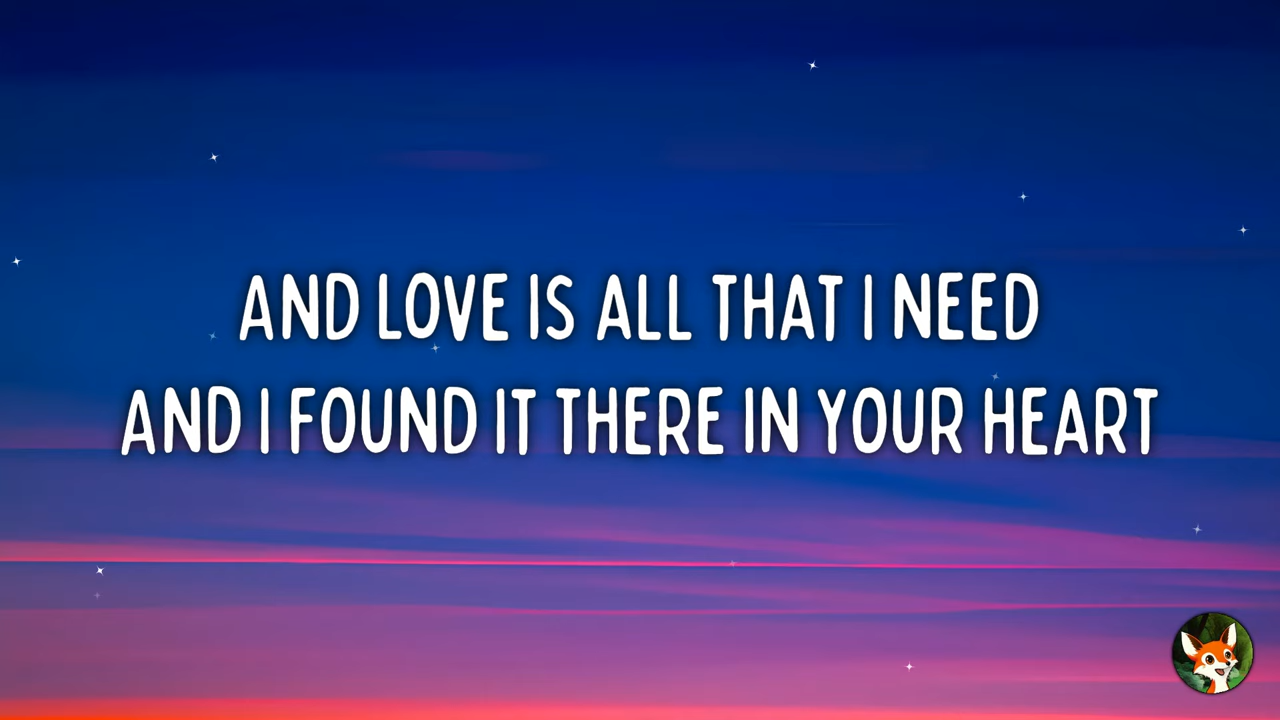 AND LOVE IS ALL THAT I NEED
AND I FOUND IT THERE IN YOUR HEART